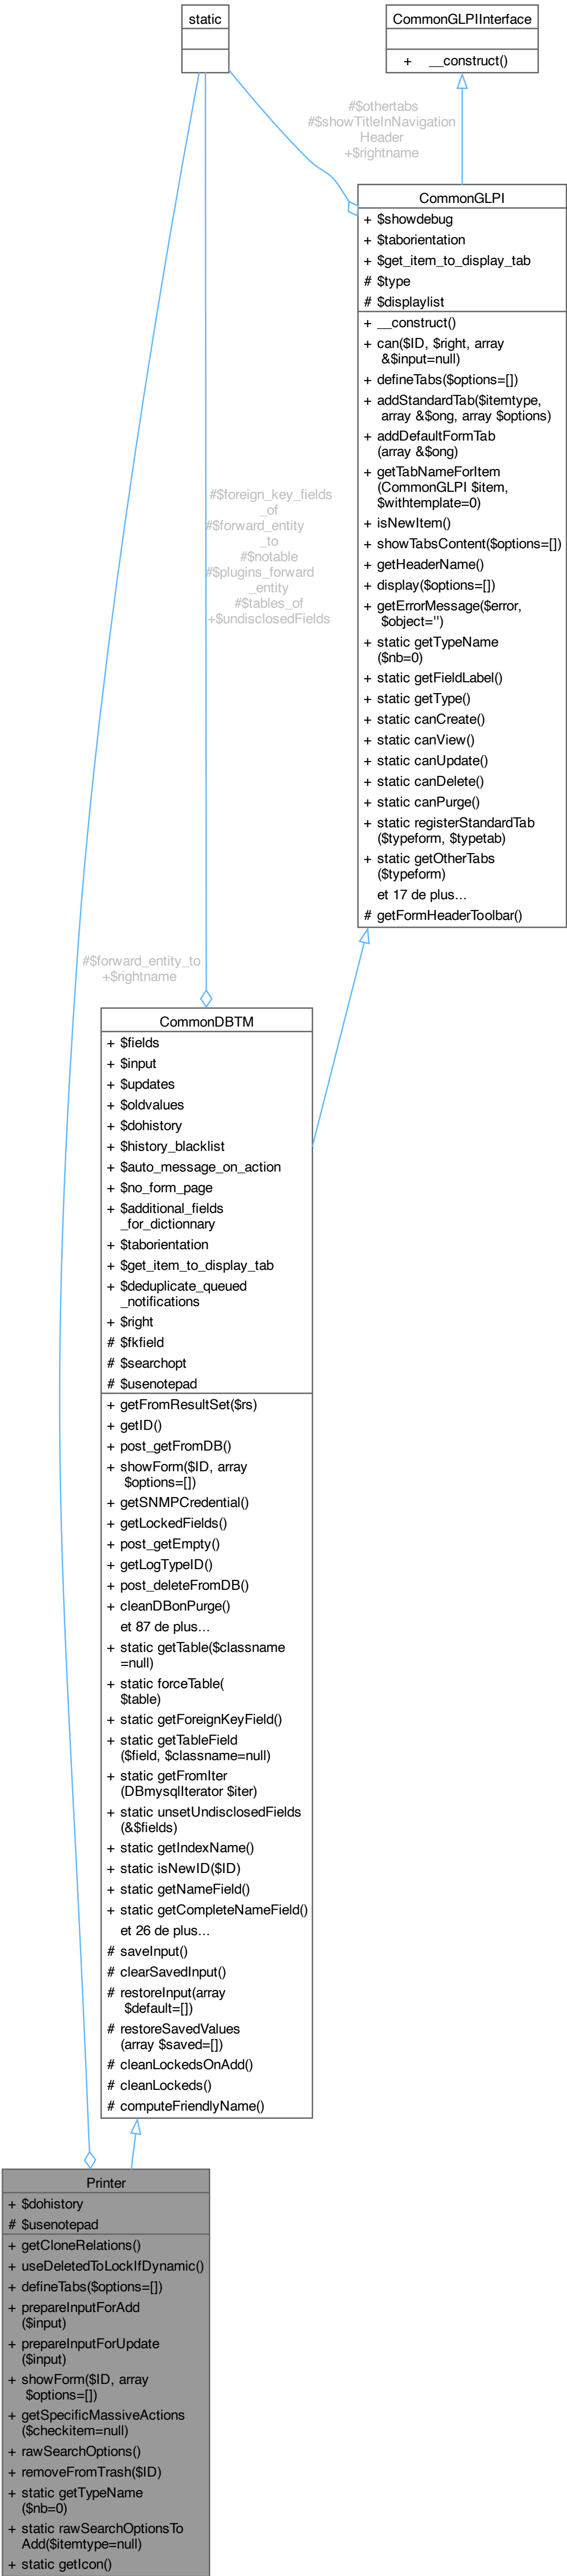 static
CommonGLPIInterface
+ __construct()
#$othertabs
#$showTitleInNavigation
Header
+$rightname
CommonGLPI
+ $showdebug
+ $taborientation
+ $get_item_to_display_tab
# $type
# $displaylist
+ __construct()
+ can($ID, $right, array
&$input=null)
+ defineTabs($options=[])
+ addStandardTab($itemtype,
array &$ong, array $options)
+ addDefaultFormTab
(array &$ong)
+ getTabNameForItem
(CommonGLPI $item,
$withtemplate=0)
+ isNewItem()
+ showTabsContent($options=[])
+ getHeaderName()
+ display($options=[])
+ getErrorMessage($error,
$object='')
+ static getTypeName
($nb=0)
+ static getFieldLabel()
+ static getType()
+ static canCreate()
+ static canView()
+ static canUpdate()
+ static canDelete()
+ static canPurge()
+ static registerStandardTab
($typeform, $typetab)
+ static getOtherTabs
($typeform)
et 17 de plus...
# getFormHeaderToolbar()
#$foreign_key_fields
_of
#$forward_entity
_to
#$notable
#$plugins_forward
_entity
#$tables_of
+$undisclosedFields
#$forward_entity_to
+$rightname
CommonDBTM
+ $fields
+ $input
+ $updates
+ $oldvalues
+ $dohistory
+ $history_blacklist
+ $auto_message_on_action
+ $no_form_page
+ $additional_fields
_for_dictionnary
+ $taborientation
+ $get_item_to_display_tab
+ $deduplicate_queued
_notifications
+ $right
# $fkfield
# $searchopt
# $usenotepad
+ getFromResultSet($rs)
+ getID()
+ post_getFromDB()
+ showForm($ID, array
$options=[])
+ getSNMPCredential()
+ getLockedFields()
+ post_getEmpty()
+ getLogTypeID()
+ post_deleteFromDB()
+ cleanDBonPurge()
et 87 de plus...
+ static getTable($classname
=null)
+ static forceTable(
$table)
+ static getForeignKeyField()
+ static getTableField
($field, $classname=null)
+ static getFromIter
(DBmysqlIterator $iter)
+ static unsetUndisclosedFields
(&$fields)
+ static getIndexName()
+ static isNewID($ID)
+ static getNameField()
+ static getCompleteNameField()
et 26 de plus...
# saveInput()
# clearSavedInput()
# restoreInput(array
$default=[])
# restoreSavedValues
(array $saved=[])
# cleanLockedsOnAdd()
# cleanLockeds()
# computeFriendlyName()
Printer
+ $dohistory
# $usenotepad
+ getCloneRelations()
+ useDeletedToLockIfDynamic()
+ defineTabs($options=[])
+ prepareInputForAdd
($input)
+ prepareInputForUpdate
($input)
+ showForm($ID, array
$options=[])
+ getSpecificMassiveActions
($checkitem=null)
+ rawSearchOptions()
+ removeFromTrash($ID)
+ static getTypeName
($nb=0)
+ static rawSearchOptionsTo
Add($itemtype=null)
+ static getIcon()